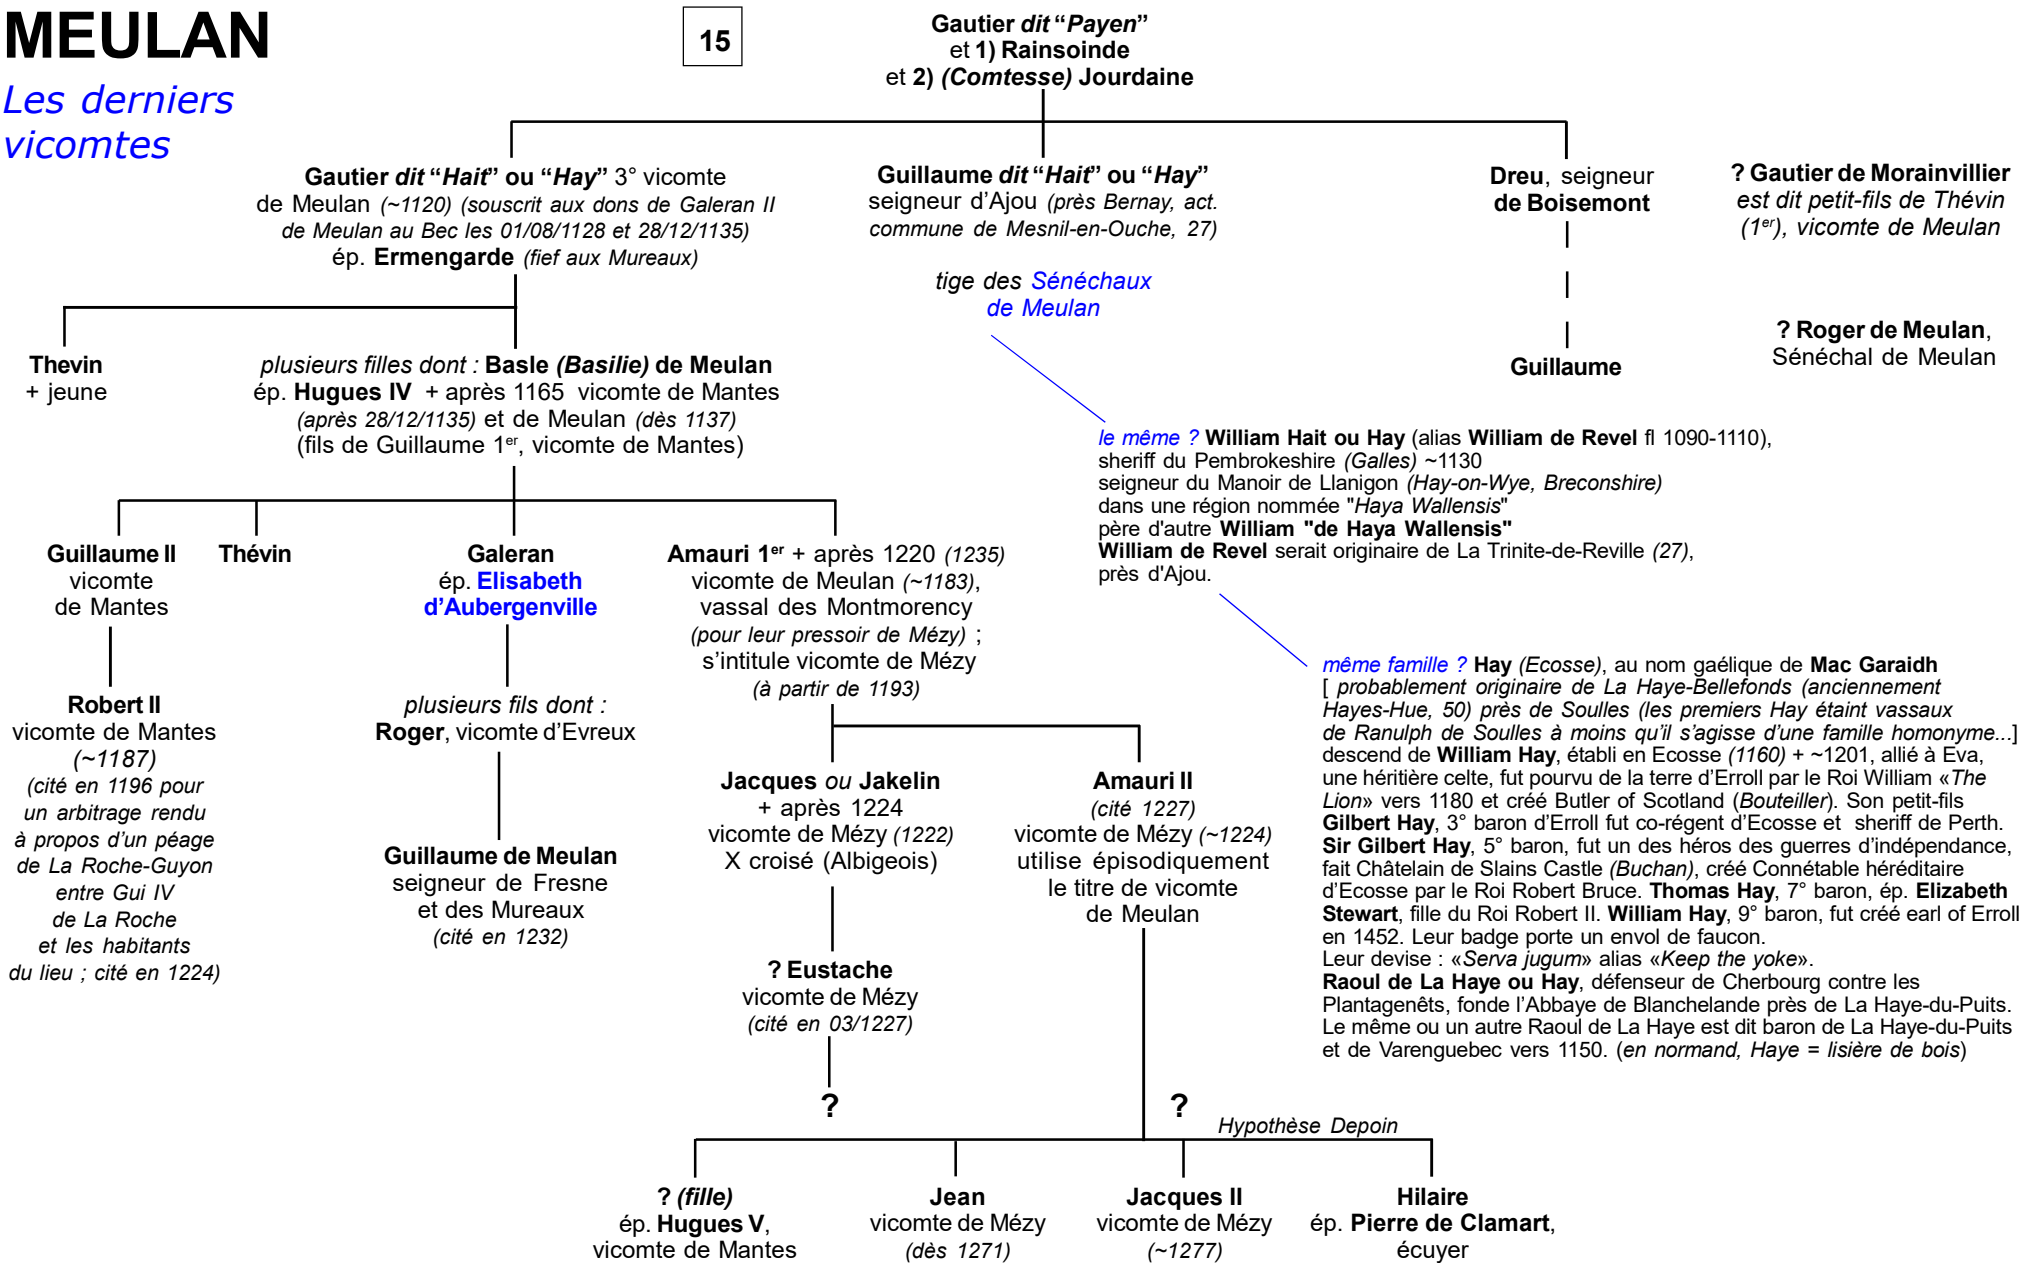 MEULAN
Les derniers
vicomtes
15
Gautier dit “Payen”
et 1) Rainsoinde
et 2) (Comtesse) Jourdaine
Gautier dit “Hait” ou “Hay” 3° vicomte
de Meulan (~1120) (souscrit aux dons de Galeran II
de Meulan au Bec les 01/08/1128 et 28/12/1135)
ép. Ermengarde (fief aux Mureaux)
Guillaume dit “Hait” ou “Hay”
seigneur d’Ajou (près Bernay, act.
commune de Mesnil-en-Ouche, 27)
tige des Sénéchaux
de Meulan
Dreu, seigneur
de Boisemont
Guillaume
? Gautier de Morainvillier
est dit petit-fils de Thévin
(1er), vicomte de Meulan
? Roger de Meulan,
Sénéchal de Meulan
Thevin
+ jeune
plusieurs filles dont : Basle (Basilie) de Meulan
ép. Hugues IV + après 1165 vicomte de Mantes
(après 28/12/1135) et de Meulan (dès 1137)
(fils de Guillaume 1er, vicomte de Mantes)
le même ? William Hait ou Hay (alias William de Revel fl 1090-1110),
sheriff du Pembrokeshire (Galles) ~1130
seigneur du Manoir de Llanigon (Hay-on-Wye, Breconshire)
dans une région nommée "Haya Wallensis"
père d'autre William "de Haya Wallensis"
William de Revel serait originaire de La Trinite-de-Reville (27),
près d'Ajou.
Guillaume II
vicomte
de Mantes
Thévin
Galeran
ép. Elisabeth
d’Aubergenville
Amauri 1er + après 1220 (1235)
vicomte de Meulan (~1183),
vassal des Montmorency
(pour leur pressoir de Mézy) ;
s’intitule vicomte de Mézy
(à partir de 1193)
Robert II
vicomte de Mantes
(~1187)
(cité en 1196 pour
un arbitrage rendu
à propos d’un péage
de La Roche-Guyon
entre Gui IV
de La Roche
et les habitants
du lieu ; cité en 1224)
plusieurs fils dont :
Roger, vicomte d’Evreux
Guillaume de Meulan
seigneur de Fresne
et des Mureaux
(cité en 1232)
Jacques ou Jakelin
+ après 1224
vicomte de Mézy (1222)
X croisé (Albigeois)
Amauri II
(cité 1227)
vicomte de Mézy (~1224)
utilise épisodiquement
le titre de vicomte
de Meulan
? Eustache
vicomte de Mézy
(cité en 03/1227)
même famille ? Hay (Ecosse), au nom gaélique de Mac Garaidh
[ probablement originaire de La Haye-Bellefonds (anciennement
Hayes-Hue, 50) près de Soulles (les premiers Hay étaint vassaux
de Ranulph de Soulles à moins qu’il s’agisse d’une famille homonyme...]
descend de William Hay, établi en Ecosse (1160) + ~1201, allié à Eva,
une héritière celte, fut pourvu de la terre d’Erroll par le Roi William «The
Lion» vers 1180 et créé Butler of Scotland (Bouteiller). Son petit-fils
Gilbert Hay, 3° baron d’Erroll fut co-régent d’Ecosse et sheriff de Perth.
Sir Gilbert Hay, 5° baron, fut un des héros des guerres d’indépendance,
fait Châtelain de Slains Castle (Buchan), créé Connétable héréditaire
d’Ecosse par le Roi Robert Bruce. Thomas Hay, 7° baron, ép. Elizabeth
Stewart, fille du Roi Robert II. William Hay, 9° baron, fut créé earl of Erroll
en 1452. Leur badge porte un envol de faucon.
Leur devise : «Serva jugum» alias «Keep the yoke».
Raoul de La Haye ou Hay, défenseur de Cherbourg contre les
Plantagenêts, fonde l’Abbaye de Blanchelande près de La Haye-du-Puits.
Le même ou un autre Raoul de La Haye est dit baron de La Haye-du-Puits
et de Varenguebec vers 1150. (en normand, Haye = lisière de bois)
? ?
Hypothèse Depoin
? (fille)
ép. Hugues V,
vicomte de Mantes
Jean
vicomte de Mézy
(dès 1271)
Jacques II
vicomte de Mézy
(~1277)
Hilaire
ép. Pierre de Clamart,
écuyer